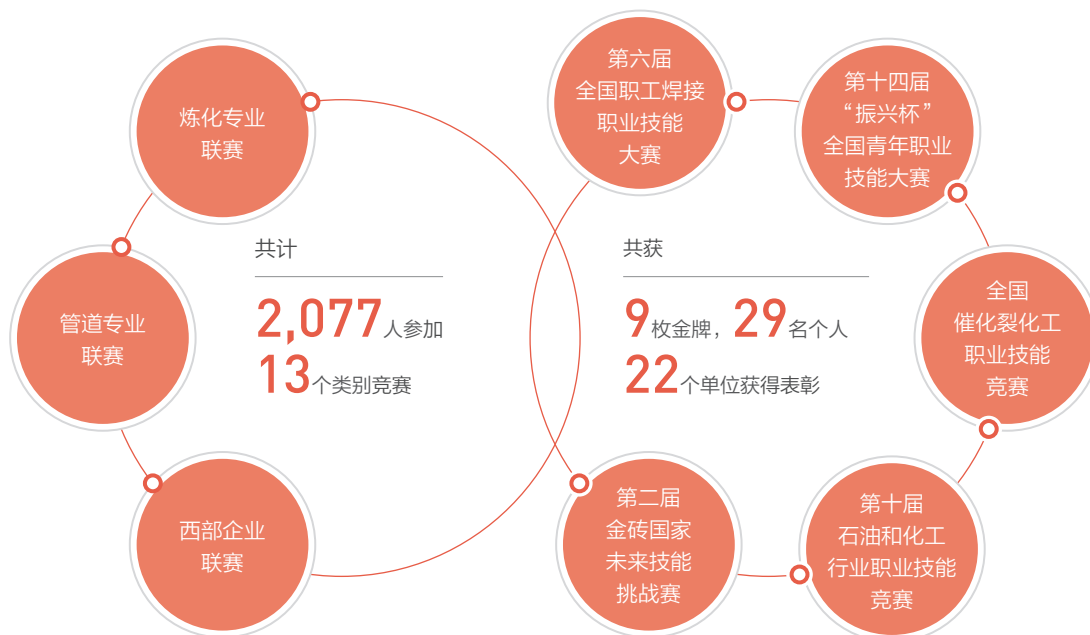 炼化专业
联赛
管道专业
联赛
西部企业
联赛
共计
2,077人参加
13个类别竞赛
第六届
全国职工焊接
职业技能
大赛
第十四届
“振兴杯”
全国青年职业
技能大赛
全国
催化裂化工
职业技能
竞赛
第十届
石油和化工
行业职业技能
竞赛
第二届
金砖国家
未来技能
挑战赛
共获
9枚金牌，29名个人
22个单位获得表彰